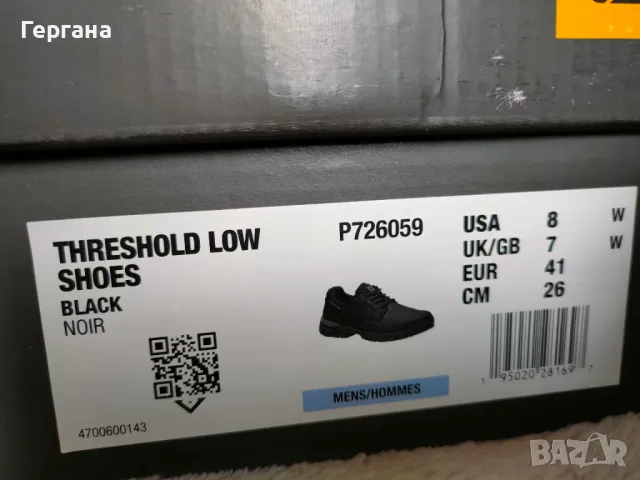 Гергана
THRESHOLD LOW
SHOES
BLACK
NOIR
4700600143
P726059
MENS/HOMMES
USA 8 W
UK/GB 7 W
EUR 41
CM 26
1 95020 28169 7
BAZAR